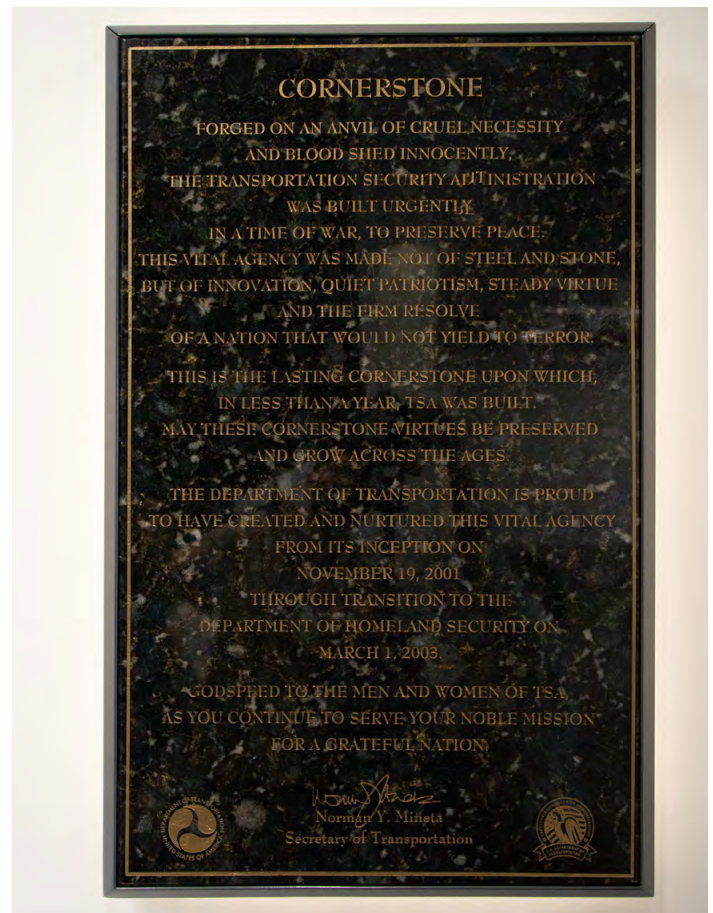 CORNERSTONE
FORGED ON AN ANVIL OF CRUEL NECESSITY
AND BLOOD SHED INNOCENTLY,
THE TRANSPORTATION SECURITY ADMINISTRATION
WAS BUILT URGENTLY
IN A TIME OF WAR, TO PRESERVE PEACE.
THIS VITAL AGENCY WAS MADE NOT OF STEEL AND STONE,
BUT OF INNOVATION, QUIET PATRIOTISM, STEADY VIRTUE
AND THE FIRM RESOLVE
OF A NATION THAT WOULD NOT YIELD TO TERROR.
THIS IS THE LASTING CORNERSTONE UPON WHICH,
IN LESS THAN A YEAR, TSA WAS BUILT.
MAY THESE CORNERSTONE VIRTUES BE PRESERVED
AND GROW ACROSS THE AGES.
THE DEPARTMENT OF TRANSPORTATION IS PROUD
TO HAVE CREATED AND NURTURED THIS VITAL AGENCY
FROM ITS INCEPTION ON
NOVEMBER 19, 2001
THROUGH TRANSITION TO THE
DEPARTMENT OF HOMELAND SECURITY ON
MARCH 1, 2003.
GODSPEED TO THE MEN AND WOMEN OF TSA,
AS YOU CONTINUE TO SERVE YOUR NOBLE MISSION
FOR A GRATEFUL NATION.
Norman Y. Mineta
Secretary of Transportation
DEPARTMENT OF TRANSPORTATION
UNITED STATES OF AMERICA